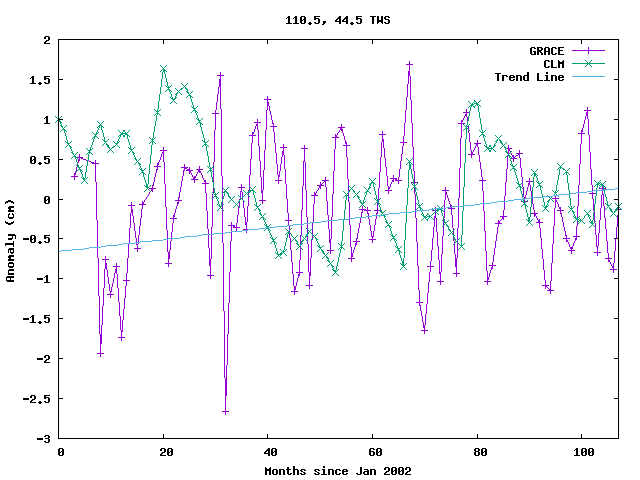 110.5, 44.5 TWS
GRACE
CLM
Trend Line
2
1.5
1
0.5
0
-0.5
-1
-1.5
-2
-2.5
-3
Anomaly (cm)
0 20 40 60 80 100
Months since Jan 2002